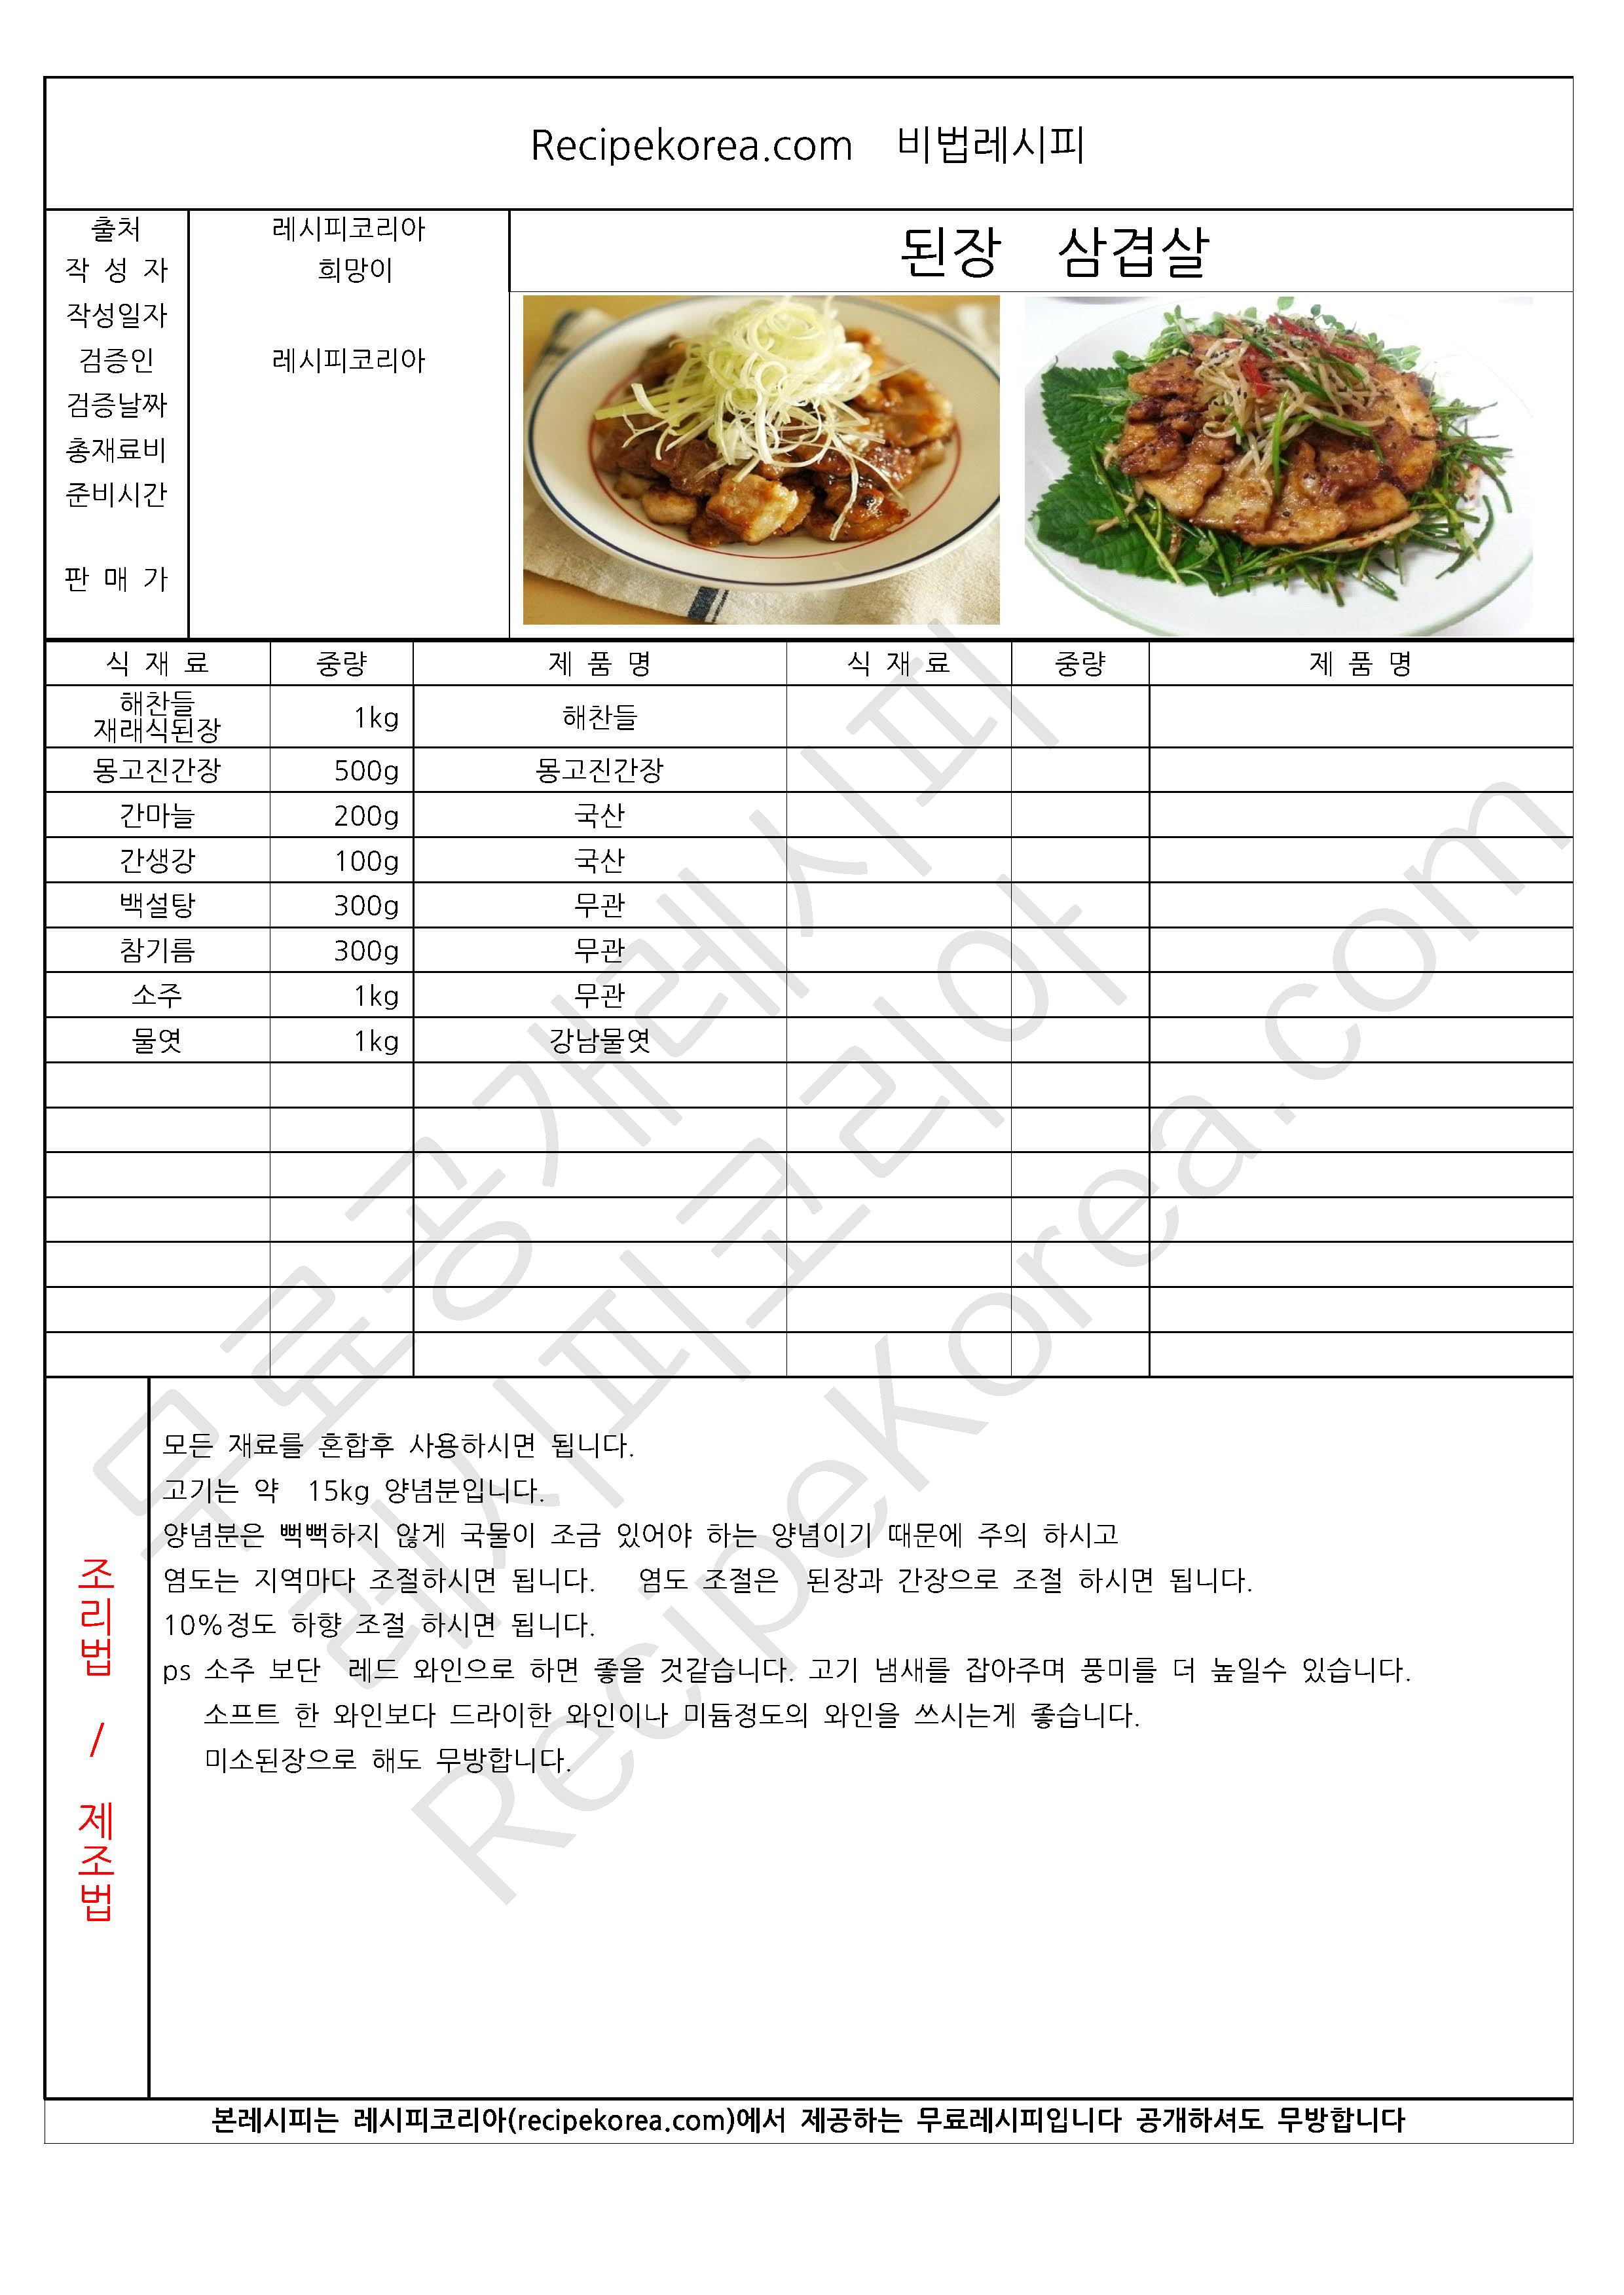 Recipekorea.com 비법레시피
출처 레시피코리아 된장 삼겹살
작 성 자 희망이
작성일자
검증인 레시피코리아
검증날짜
총재료비
준비시간
판 매 가
식 재 료 중량 제 품 명 식 재 료 중량 제 품 명
해찬들
재래식된장 1kg 해찬들
몽고진간장 500g 몽고진간장
간마늘 200g 국산
간생강 100g 국산
백설탕 300g 무관
참기름 300g 무관
소주 1kg 무관
물엿 1kg 강남물엿
조리법 / 제조법
모든 재료를 혼합후 사용하시면 됩니다.
고기는 약 15kg 양념분입니다.
양념분은 뻑뻑하지 않게 국물이 조금 있어야 하는 양념이기 때문에 주의 하시고
염도는 지역마다 조절하시면 됩니다. 염도 조절은 된장과 간장으로 조절 하시면 됩니다.
10%정도 하향 조절 하시면 됩니다.
ps 소주 보단 레드 와인으로 하면 좋을 것같습니다. 고기 냄새를 잡아주며 풍미를 더 높일수 있습니다.
소프트 한 와인보다 드라이한 와인이나 미듐정도의 와인을 쓰시는게 좋습니다.
미소된장으로 해도 무방합니다.
본레시피는 레시피코리아(recipekorea.com)에서 제공하는 무료레시피입니다 공개하셔도 무방합니다
무료공개레시피
레시피코리아
RecipeKorea.com